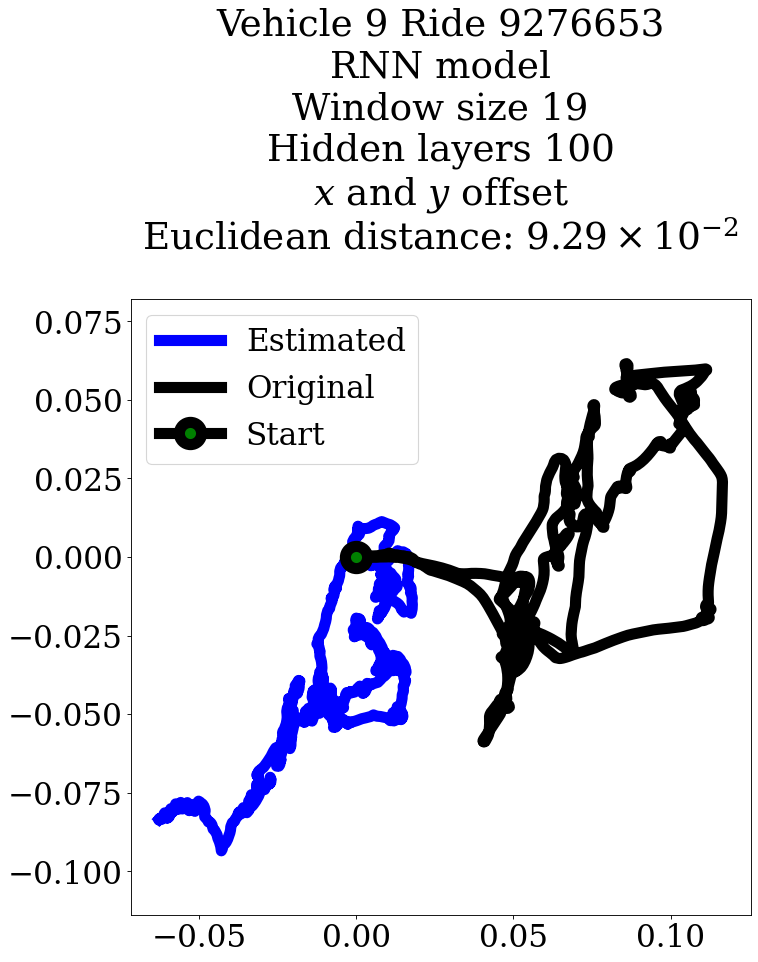 Vehicle 9 Ride 9276653
RNN model
Window size 19
Hidden layers 100
x and y offset
Euclidean distance: 9.29 × 10⁻²
Estimated
Original
Start
0.075
0.050
0.025
0.000
−0.025
−0.050
−0.075
−0.100
−0.05 0.00 0.05 0.10